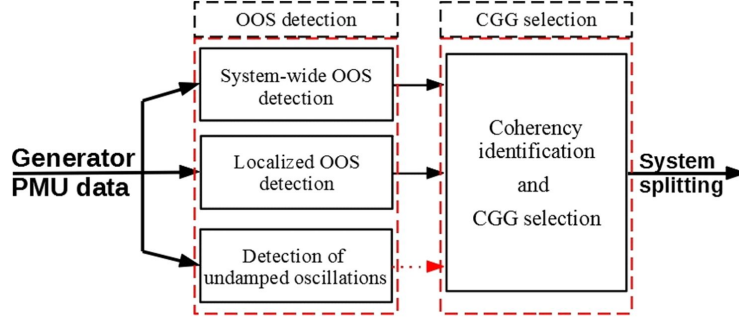 OOS detection
CGG selection
System-wide OOS
detection
Localized OOS
detection
Detection of
undamped oscillations
Generator
PMU data
Coherency
identification
and
CGG selection
System
splitting